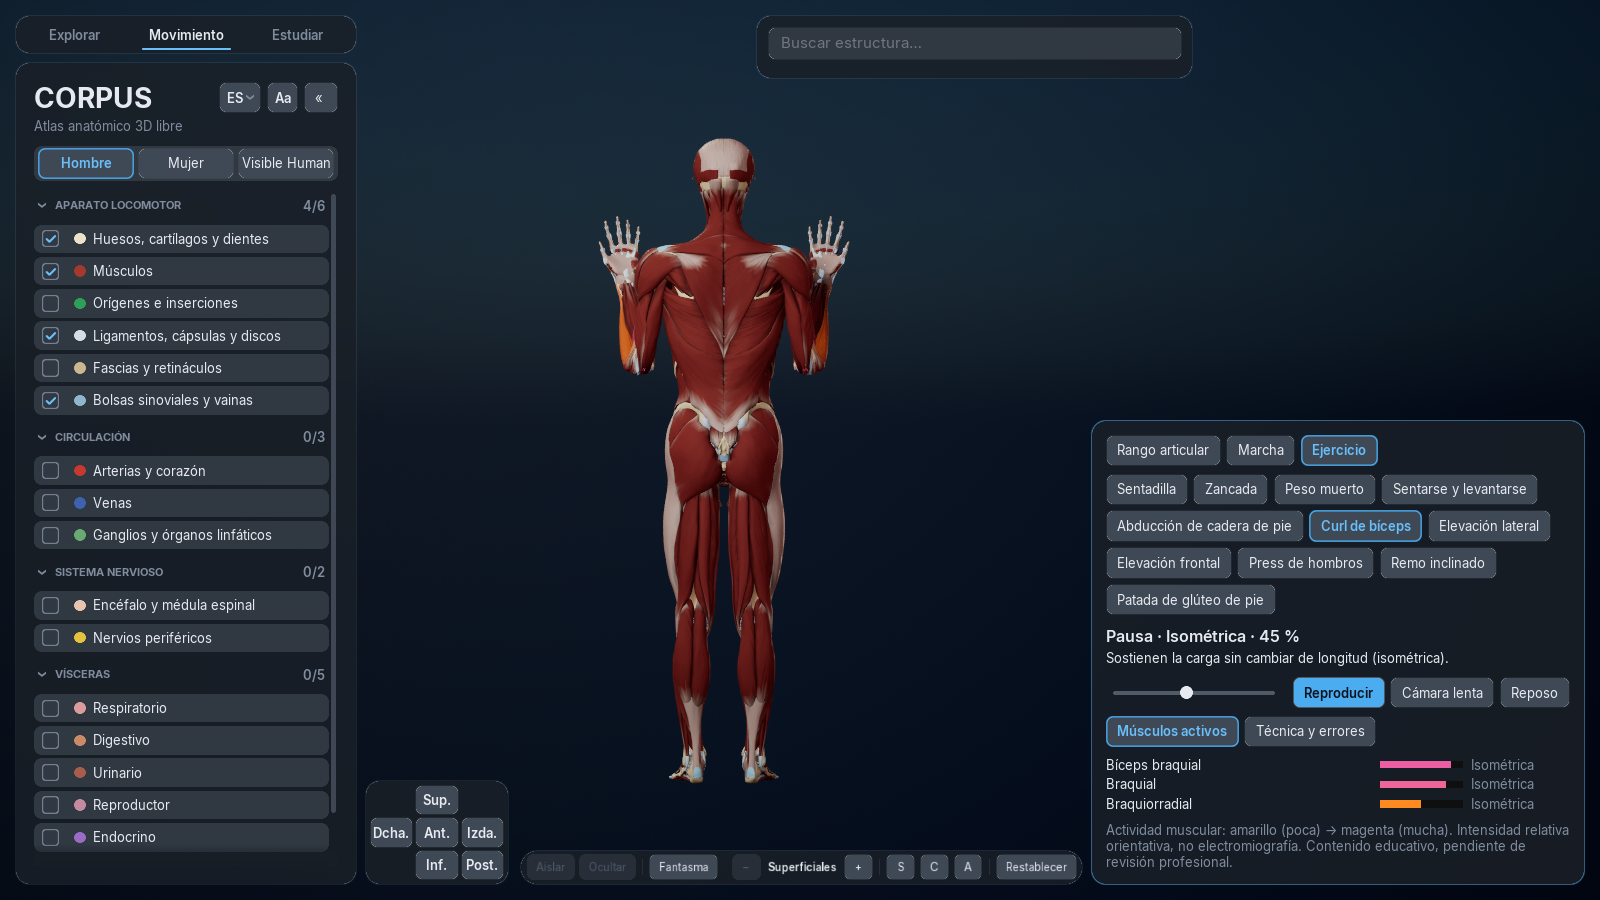 Explorar
Movimiento
Estudiar
Buscar estructura...
CORPUS
ES
Aa
«
Atlas anatómico 3D libre
Hombre
Mujer
Visible Human
APARATO LOCOMOTOR 4/6
Huesos, cartílagos y dientes
Músculos
Orígenes e inserciones
Ligamentos, cápsulas y discos
Fascias y retináculos
Bolsas sinoviales y vainas
CIRCULACIÓN 0/3
Arterias y corazón
Venas
Ganglios y órganos linfáticos
SISTEMA NERVIOSO 0/2
Encéfalo y médula espinal
Nervios periféricos
VÍSCERAS 0/5
Respiratorio
Digestivo
Urinario
Reproductor
Endocrino
Sup.
Dcha. Ant. Izda.
Inf. Post.
Aislar Ocultar Fantasma − Superficiales + S C A Restablecer
Rango articular Marcha Ejercicio
Sentadilla Zancada Peso muerto Sentarse y levantarse
Abducción de cadera de pie Curl de bíceps Elevación lateral
Elevación frontal Press de hombros Remo inclinado
Patada de glúteo de pie
Pausa · Isométrica · 45 %
Sostienen la carga sin cambiar de longitud (isométrica).
Reproducir Cámara lenta Reposo
Músculos activos Técnica y errores
Bíceps braquial Isométrica
Braquial Isométrica
Braquiorradial Isométrica
Actividad muscular: amarillo (poca) → magenta (mucha). Intensidad relativa
orientativa, no electromiografía. Contenido educativo, pendiente de
revisión profesional.